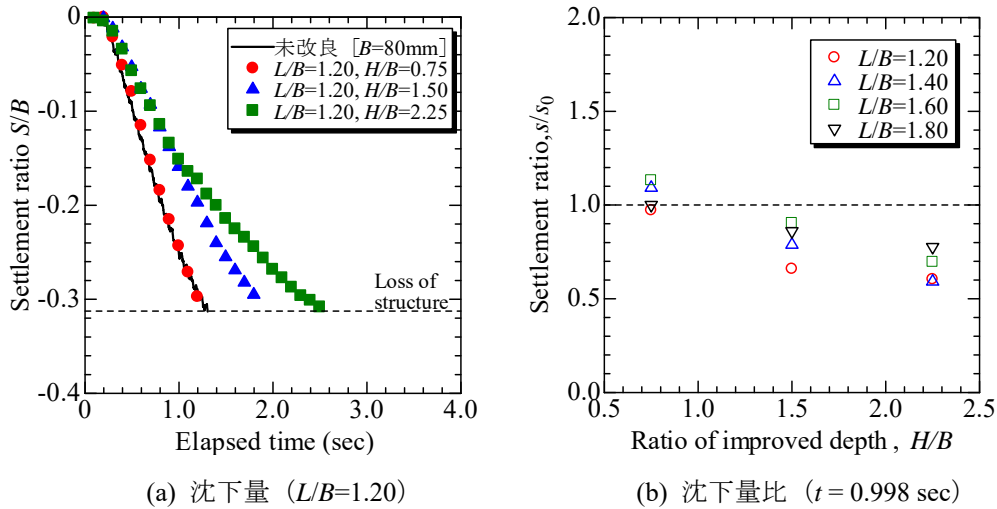 0
-0.1
-0.2
-0.3
-0.4
Settlement ratio S/B
未改良 [B=80mm]
L/B=1.20, H/B=0.75
L/B=1.20, H/B=1.50
L/B=1.20, H/B=2.25
Loss of
structure
0 1.0 2.0 3.0 4.0
Elapsed time (sec)
(a) 沈下量 (L/B=1.20)
2.0
1.5
1.0
0.5
0.0
Settlement ratio,s/s0
L/B=1.20
L/B=1.40
L/B=1.60
L/B=1.80
0.5 1.0 1.5 2.0 2.5
Ratio of improved depth , H/B
(b) 沈下量比 (t = 0.998 sec)